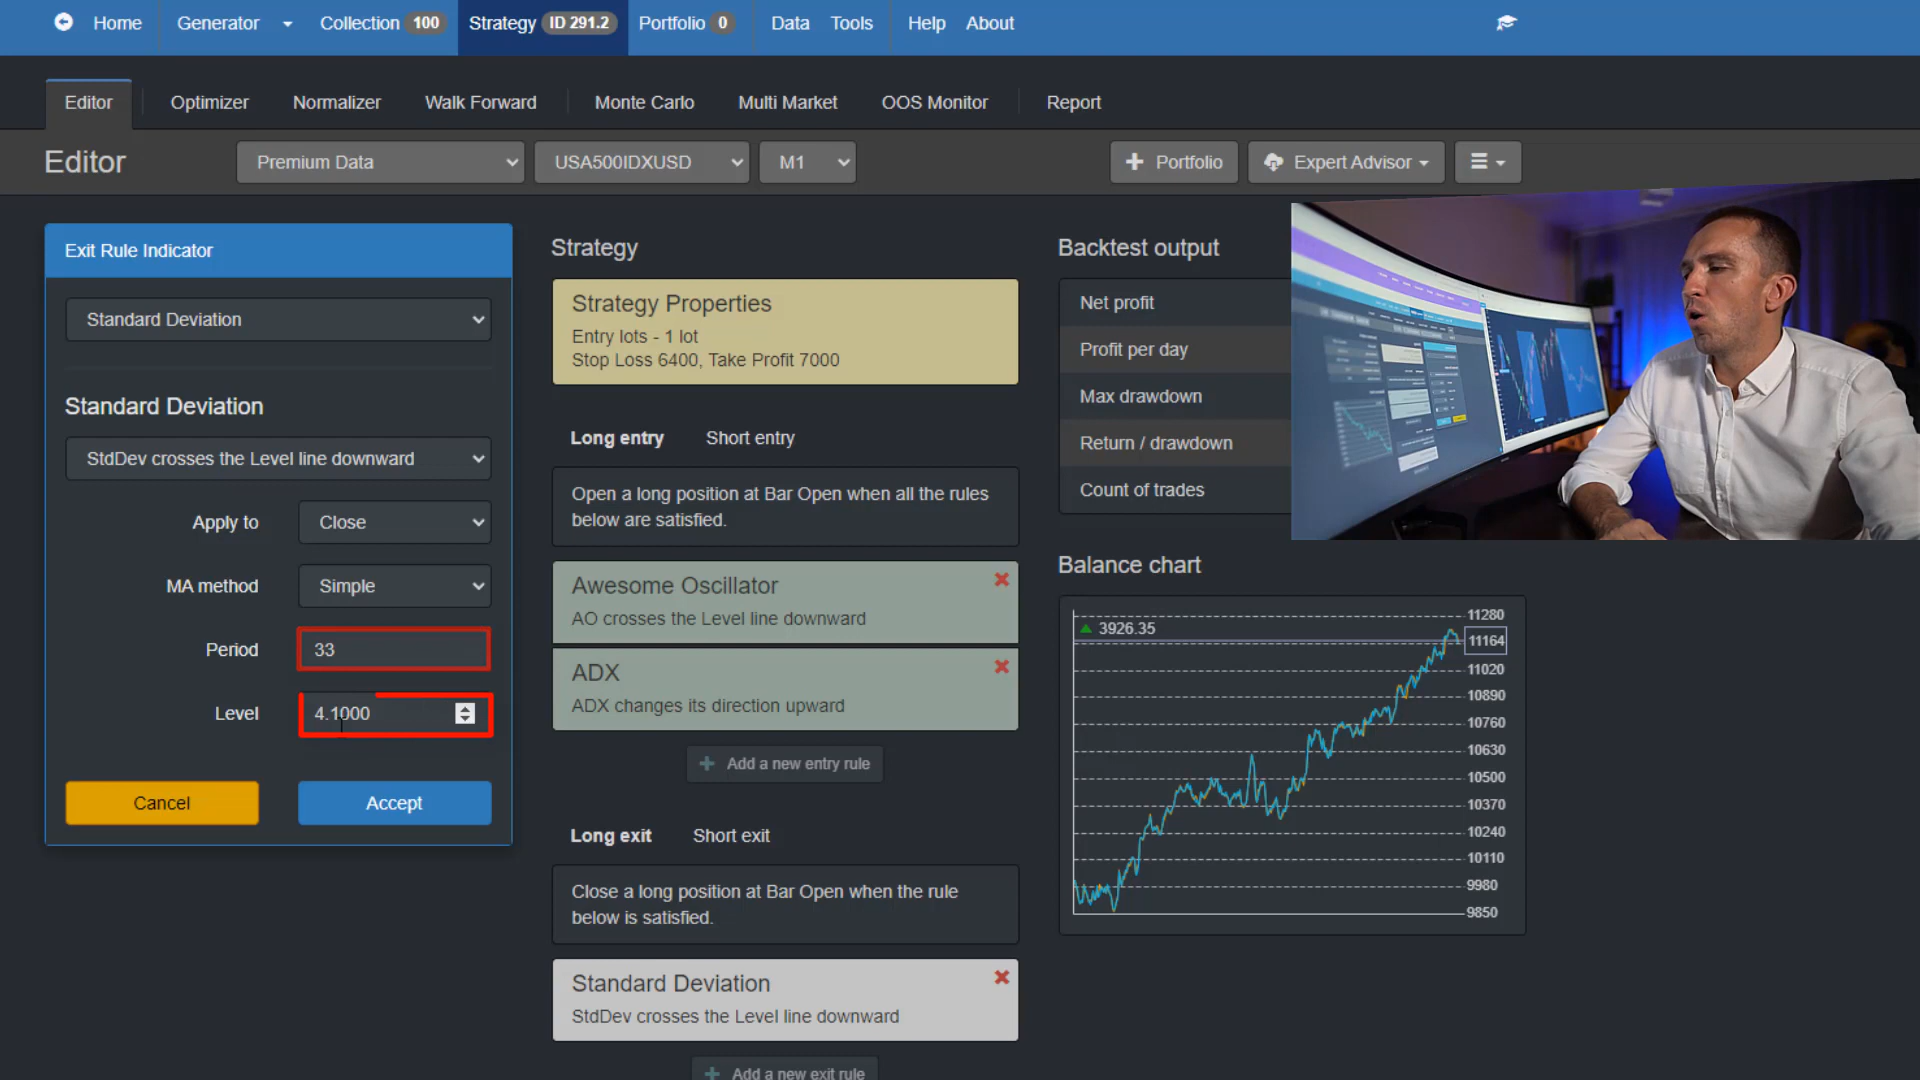 Home Generator Collection 100 Strategy ID 291.2 Portfolio 0 Data Tools Help About
Editor Optimizer Normalizer Walk Forward Monte Carlo Multi Market OOS Monitor Report
Editor Premium Data USA500IDXUSD M1 + Portfolio Expert Advisor
Exit Rule Indicator
Standard Deviation
Standard Deviation
StdDev crosses the Level line downward
Apply to Close
MA method Simple
Period 33
Level 4.1000
Cancel Accept
Strategy
Strategy Properties
Entry lots - 1 lot
Stop Loss 6400, Take Profit 7000
Long entry Short entry
Open a long position at Bar Open when all the rules
below are satisfied.
Awesome Oscillator
AO crosses the Level line downward
ADX
ADX changes its direction upward
+ Add a new entry rule
Long exit Short exit
Close a long position at Bar Open when the rule
below is satisfied.
Standard Deviation
StdDev crosses the Level line downward
+ Add a new exit rule
Backtest output
Net profit
Profit per day
Max drawdown
Return / drawdown
Count of trades
Balance chart
3926.35
11280
11164
11020
10890
10760
10630
10500
10370
10240
10110
9980
9850